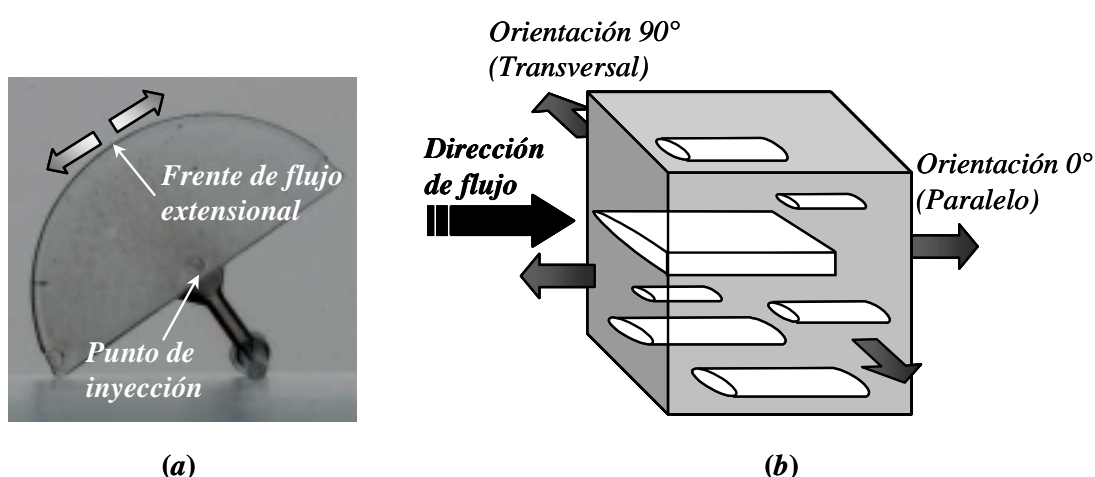 Frente de flujo
extensional
Punto de
inyección
(a)
Orientación 90°
(Transversal)
Dirección
de flujo
Orientación 0°
(Paralelo)
(b)